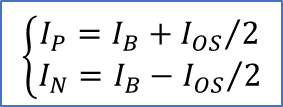 I_P = I_B + I_OS/2
I_N = I_B − I_OS/2